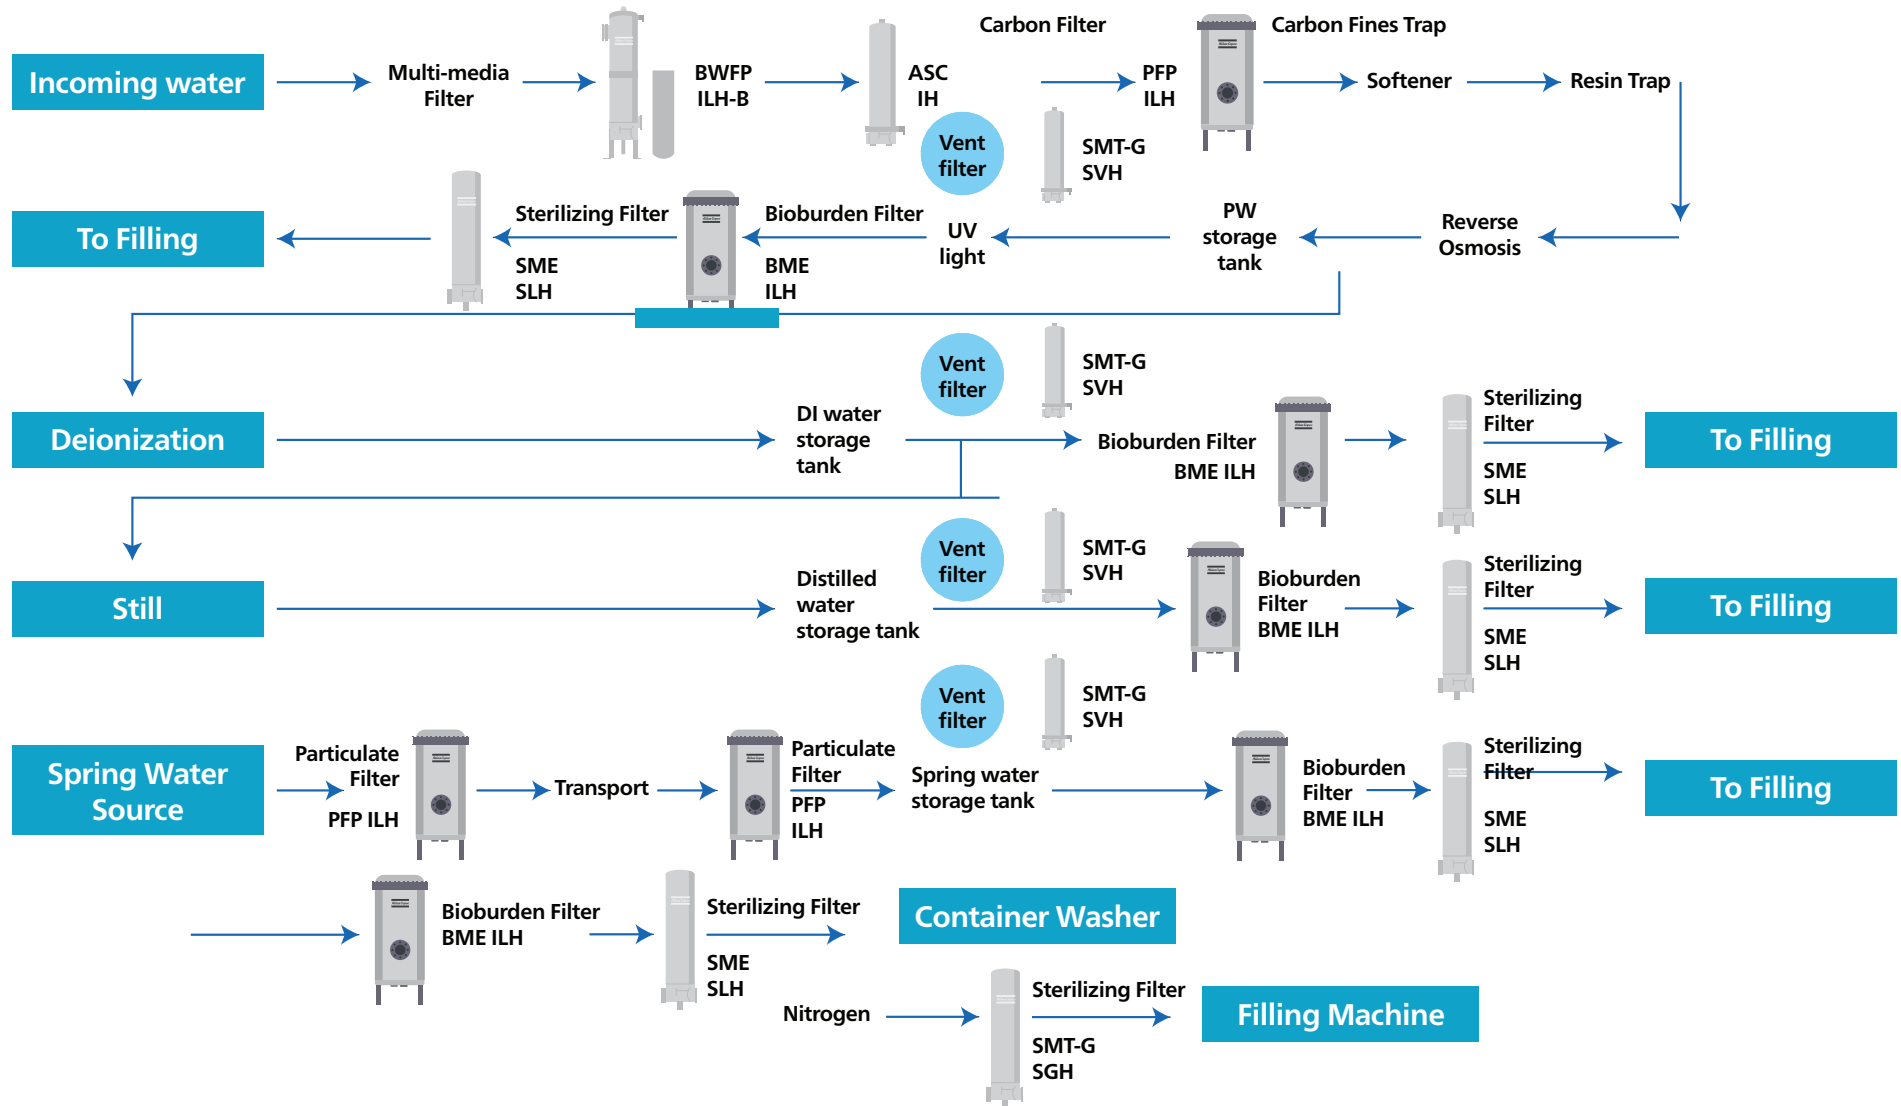 Carbon Filter
Carbon Fines Trap
Incoming water
Multi-media
Filter
BWFP
ILH-B
ASC
IH
PFP
ILH
Softener
Resin Trap
Vent
filter
SMT-G
SVH
To Filling
Sterilizing Filter
SME
SLH
Bioburden Filter
BME
ILH
UV
light
PW
storage
tank
Reverse
Osmosis
Vent
filter
SMT-G
SVH
Deionization
DI water
storage
tank
Bioburden Filter
BME ILH
Sterilizing
Filter
SME
SLH
To Filling
Vent
filter
SMT-G
SVH
Still
Distilled
water
storage tank
Bioburden
Filter
BME ILH
Sterilizing
Filter
SME
SLH
To Filling
Vent
filter
SMT-G
SVH
Spring Water
Source
Particulate
Filter
PFP ILH
Transport
Particulate
Filter
PFP
ILH
Spring water
storage tank
Bioburden
Filter
BME ILH
Sterilizing
Filter
SME
SLH
To Filling
Bioburden Filter
BME ILH
Sterilizing Filter
SME
SLH
Container Washer
Nitrogen
Sterilizing Filter
SMT-G
SGH
Filling Machine